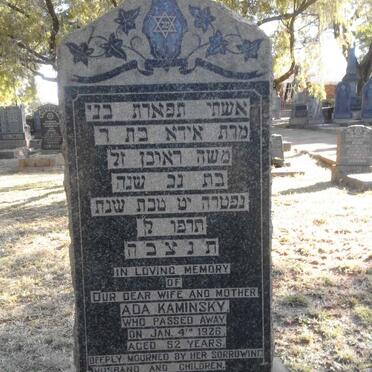 אשתי תפארת בני
מרת אידא בת ר
משה ראובן זל
בת נב שנה
נפטרה יט טבת שנת
תרפו ל
תנצבה
IN LOVING MEMORY
OF
OUR DEAR WIFE AND MOTHER
ADA KAMINSKY
WHO PASSED AWAY
ON JAN. 4TH 1926
AGED 52 YEARS.
DEEPLY MOURNED BY HER SORROWING
HUSBAND AND CHILDREN.